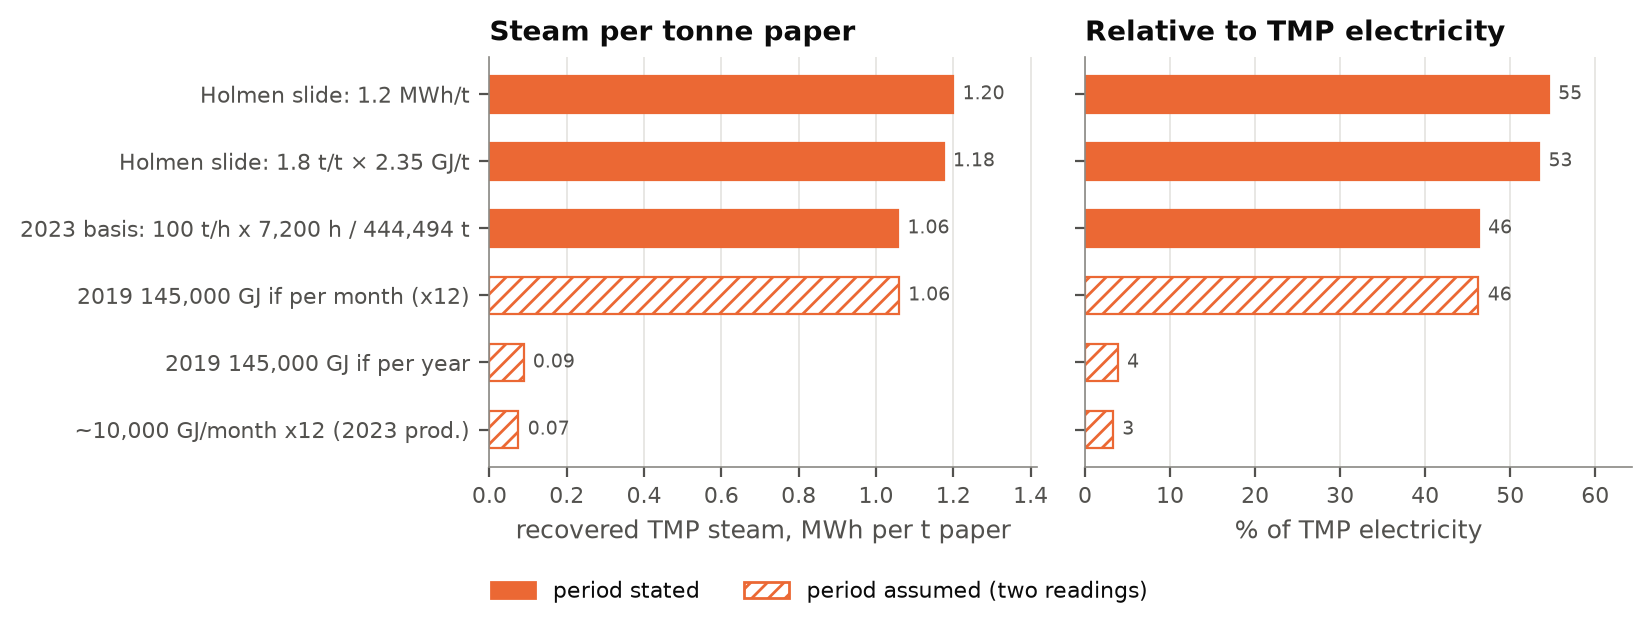 Steam per tonne paper
Relative to TMP electricity
Holmen slide: 1.2 MWh/t
1.20
55
Holmen slide: 1.8 t/t × 2.35 GJ/t
1.18
53
2023 basis: 100 t/h x 7,200 h / 444,494 t
1.06
46
2019 145,000 GJ if per month (x12)
1.06
46
2019 145,000 GJ if per year
0.09
4
~10,000 GJ/month x12 (2023 prod.)
0.07
3
0.0 0.2 0.4 0.6 0.8 1.0 1.2 1.4
0 10 20 30 40 50 60
recovered TMP steam, MWh per t paper
% of TMP electricity
period stated
period assumed (two readings)